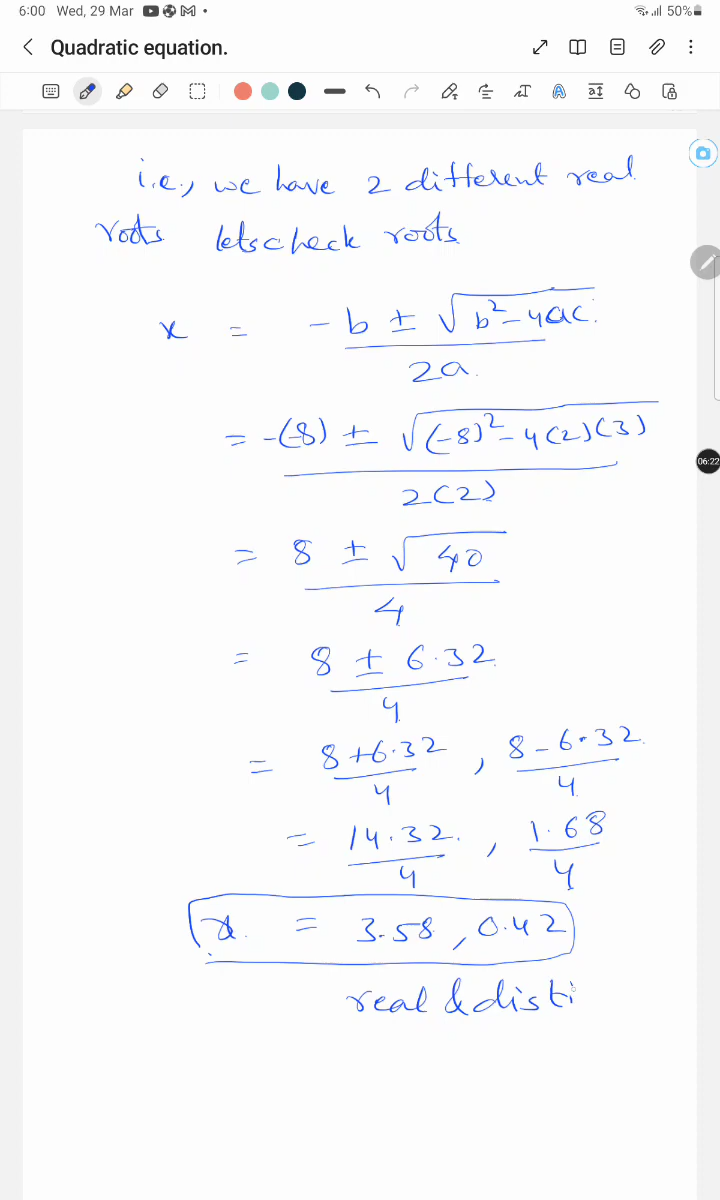 6:00 Wed, 29 Mar
50%
Quadratic equation.
i.e., we have 2 different real
roots letscheck roots
x = -b ± √b²-4ac
2a
= -(-8) ± √(-8)²-4(2)(3)
2(2)
06:22
= 8 ± √40
4
= 8 ± 6.32
4
= 8+6.32 , 8-6.32
4 4
= 14.32 , 1.68
4 4
x = 3.58, 0.42
real & disti